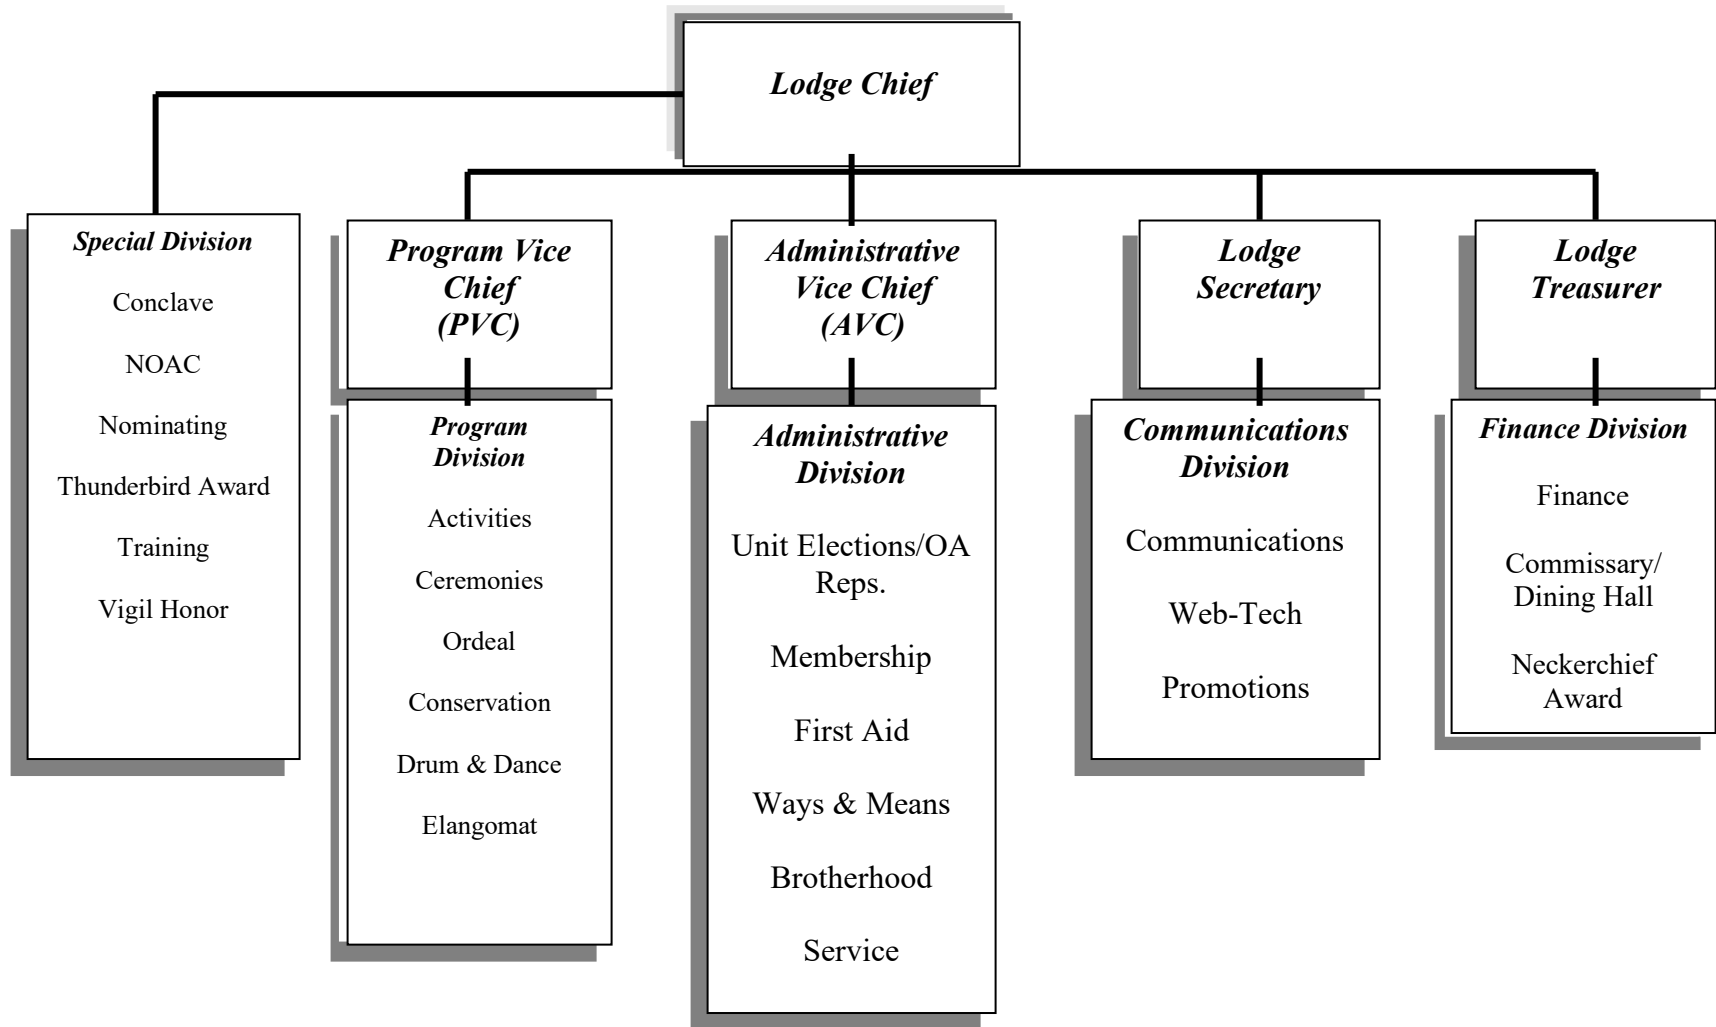 Lodge Chief
Special Division
Conclave
NOAC
Nominating
Thunderbird Award
Training
Vigil Honor
Program Vice
Chief
(PVC)
Program
Division
Activities
Ceremonies
Ordeal
Conservation
Drum & Dance
Elangomat
Administrative
Vice Chief
(AVC)
Administrative
Division
Unit Elections/OA
Reps.
Membership
First Aid
Ways & Means
Brotherhood
Service
Lodge
Secretary
Communications
Division
Communications
Web-Tech
Promotions
Lodge
Treasurer
Finance Division
Finance
Commissary/
Dining Hall
Neckerchief
Award